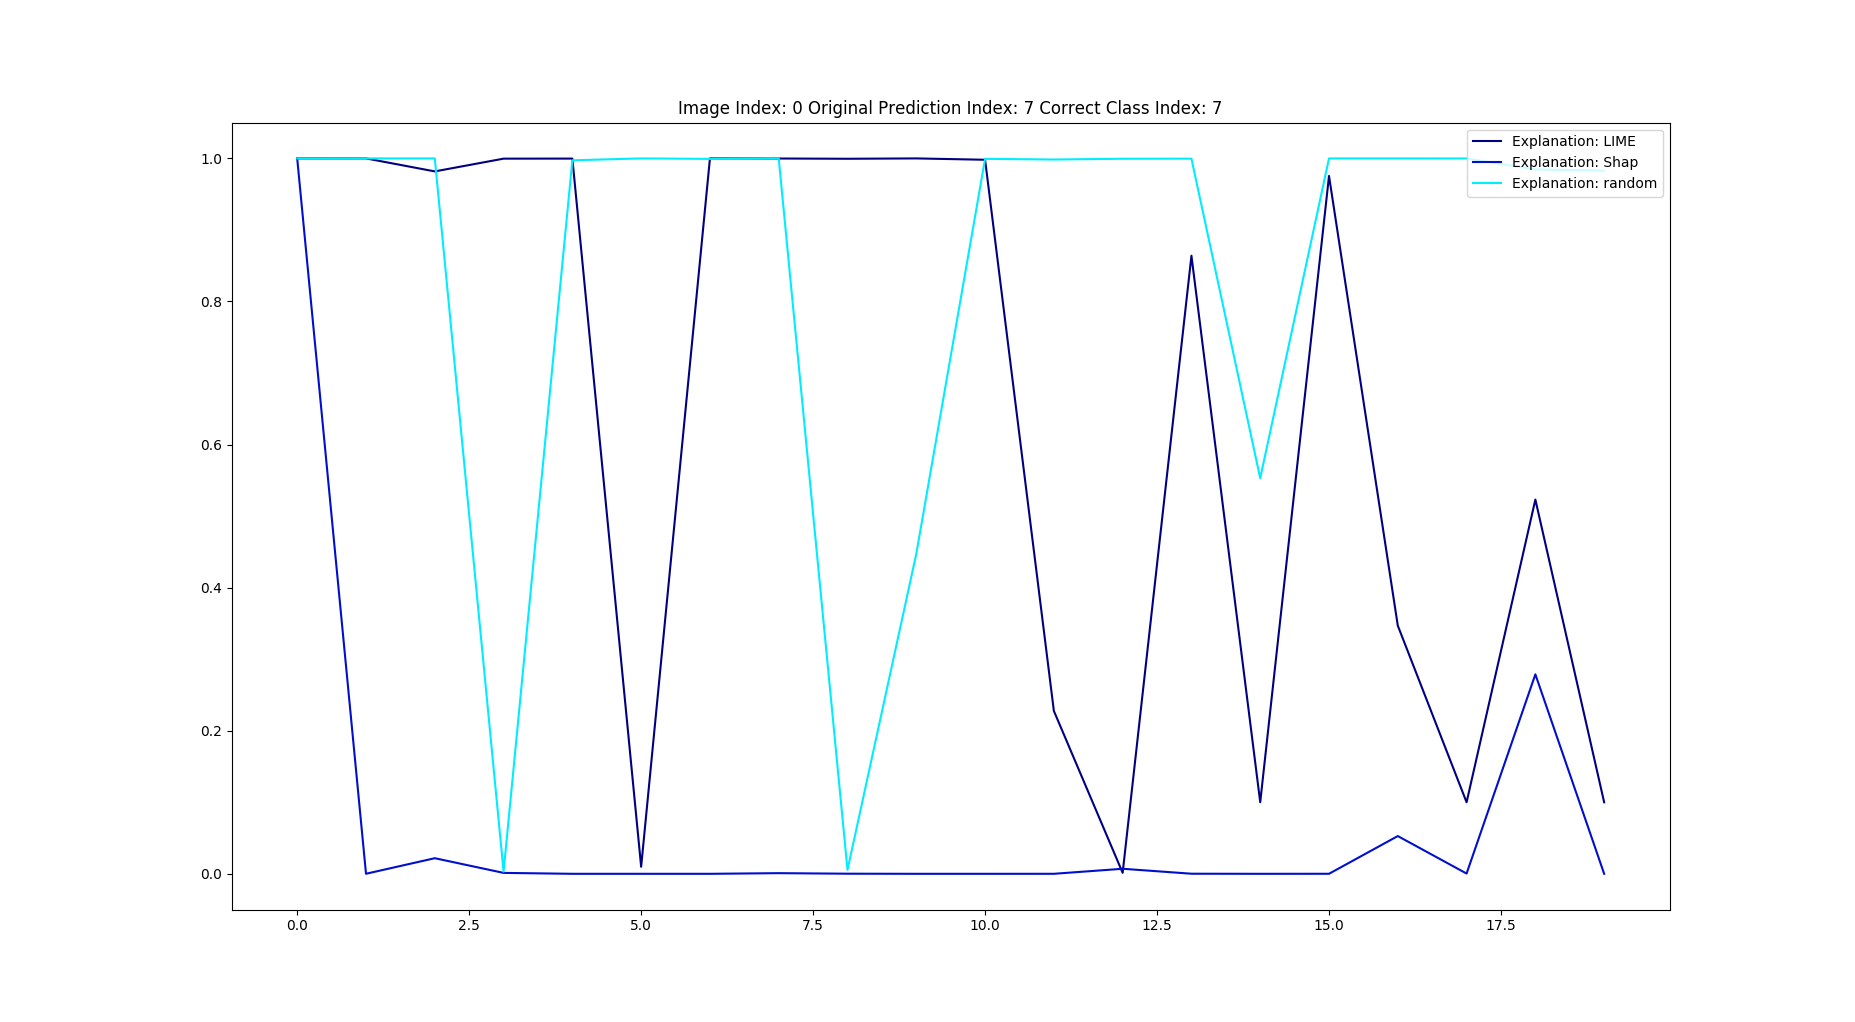 Image Index: 0 Original Prediction Index: 7 Correct Class Index: 7
Explanation: LIME
Explanation: Shap
Explanation: random
1.0
0.8
0.6
0.4
0.2
0.0
0.0 2.5 5.0 7.5 10.0 12.5 15.0 17.5